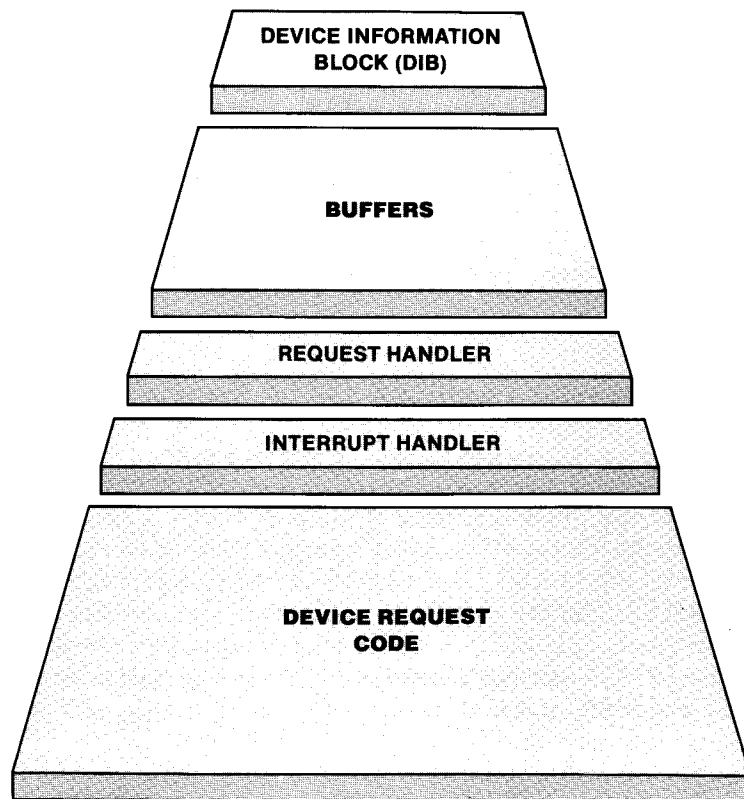 DEVICE INFORMATION
BLOCK (DIB)
BUFFERS
REQUEST HANDLER
INTERRUPT HANDLER
DEVICE REQUEST
CODE